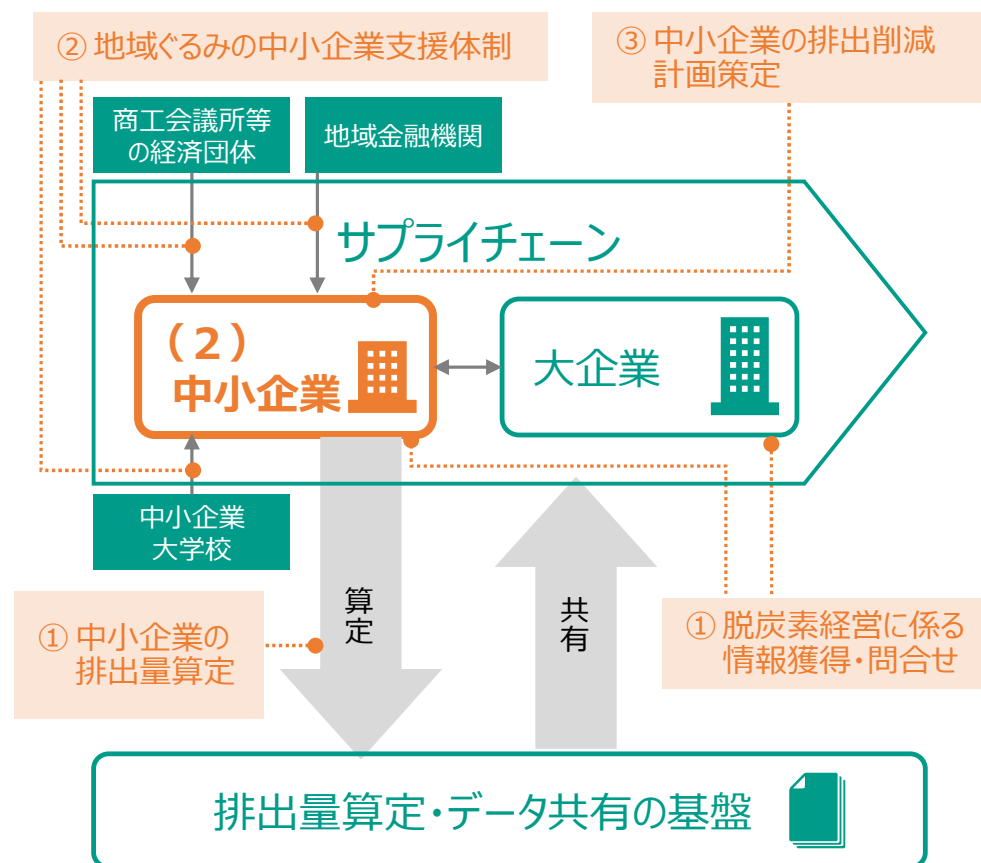 ② 地域ぐるみの中小企業支援体制
③ 中小企業の排出削減
計画策定
商工会議所等
の経済団体
地域金融機関
サプライチェーン
（２）
中小企業
大企業
中小企業
大学校
算定
共有
① 中小企業の
排出量算定
① 脱炭素経営に係る
情報獲得・問合せ
排出量算定・データ共有の基盤